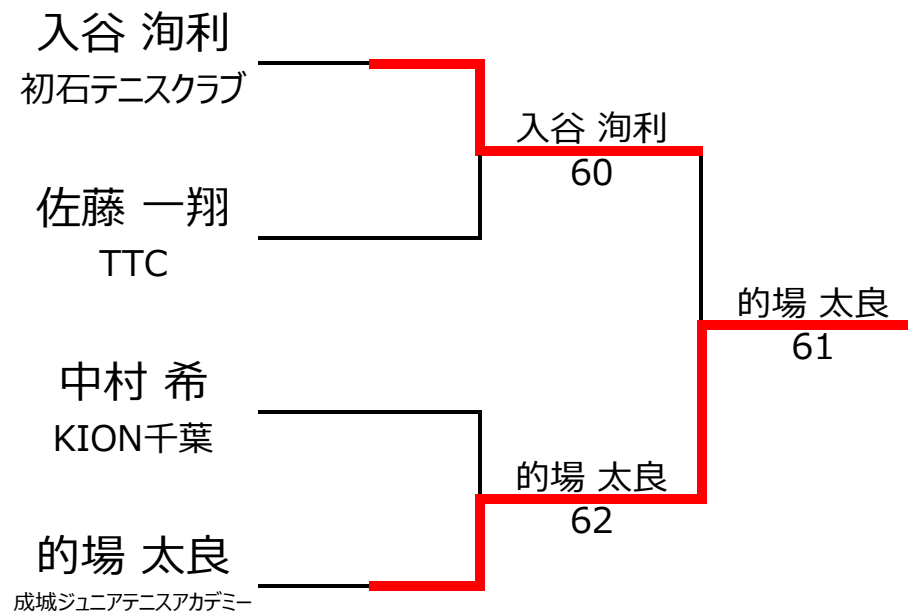 入谷 洵利
初石テニスクラブ
佐藤 一翔
TTC
中村 希
KION千葉
的場 太良
成城ジュニアテニスアカデミー
入谷 洵利
60
的場 太良
62
的場 太良
61